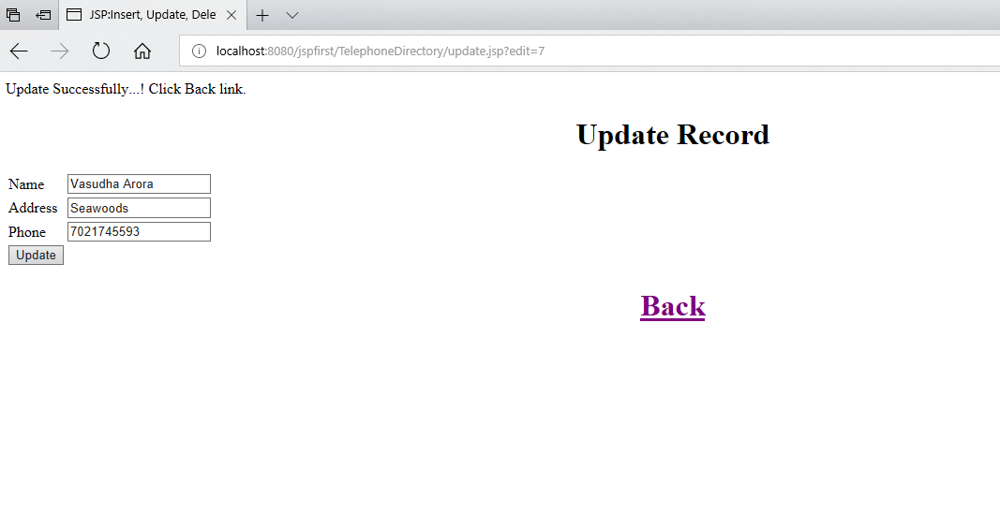 JSP:Insert, Update, Dele
localhost:8080/jspfirst/TelephoneDirectory/update.jsp?edit=7
Update Successfully...! Click Back link.
Update Record
Name Vasudha Arora
Address Seawoods
Phone 7021745593
Update
Back